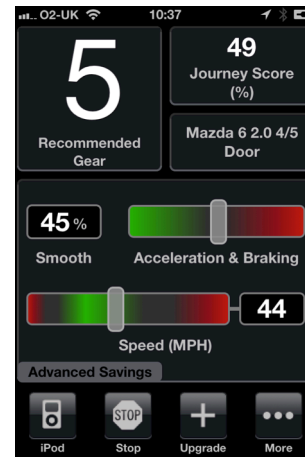 O2-UK 10:37
5
Recommended
Gear
49
Journey Score
(%)
Mazda 6 2.0 4/5
Door
45 %
Smooth
Acceleration & Braking
44
Speed (MPH)
Advanced Savings
STOP
iPod Stop Upgrade More